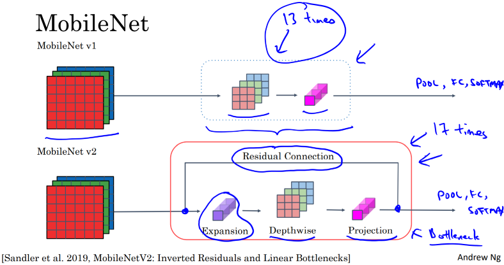 MobileNet
13 times
MobileNet v1
POOL, FC, SOFTMAX
MobileNet v2
17 times
Residual Connection
Expansion
Depthwise
Projection
POOL, FC, SOFTMAX
Bottleneck
[Sandler et al. 2019, MobileNetV2: Inverted Residuals and Linear Bottlenecks]
Andrew Ng